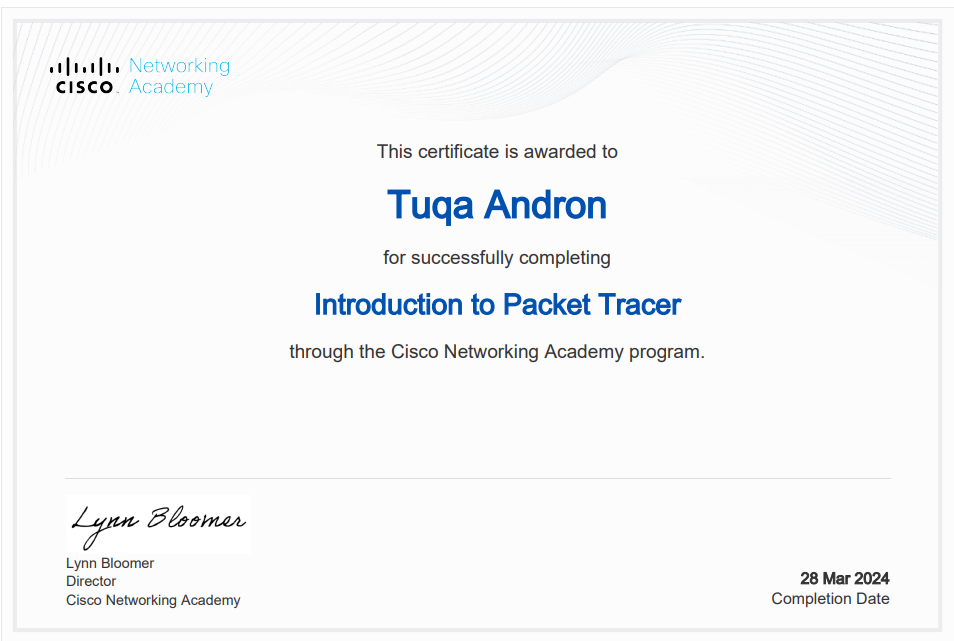 Networking
CISCO. Academy
This certificate is awarded to
Tuqa Andron
for successfully completing
Introduction to Packet Tracer
through the Cisco Networking Academy program.
Lynn Bloomer
Lynn Bloomer
Director
Cisco Networking Academy
28 Mar 2024
Completion Date